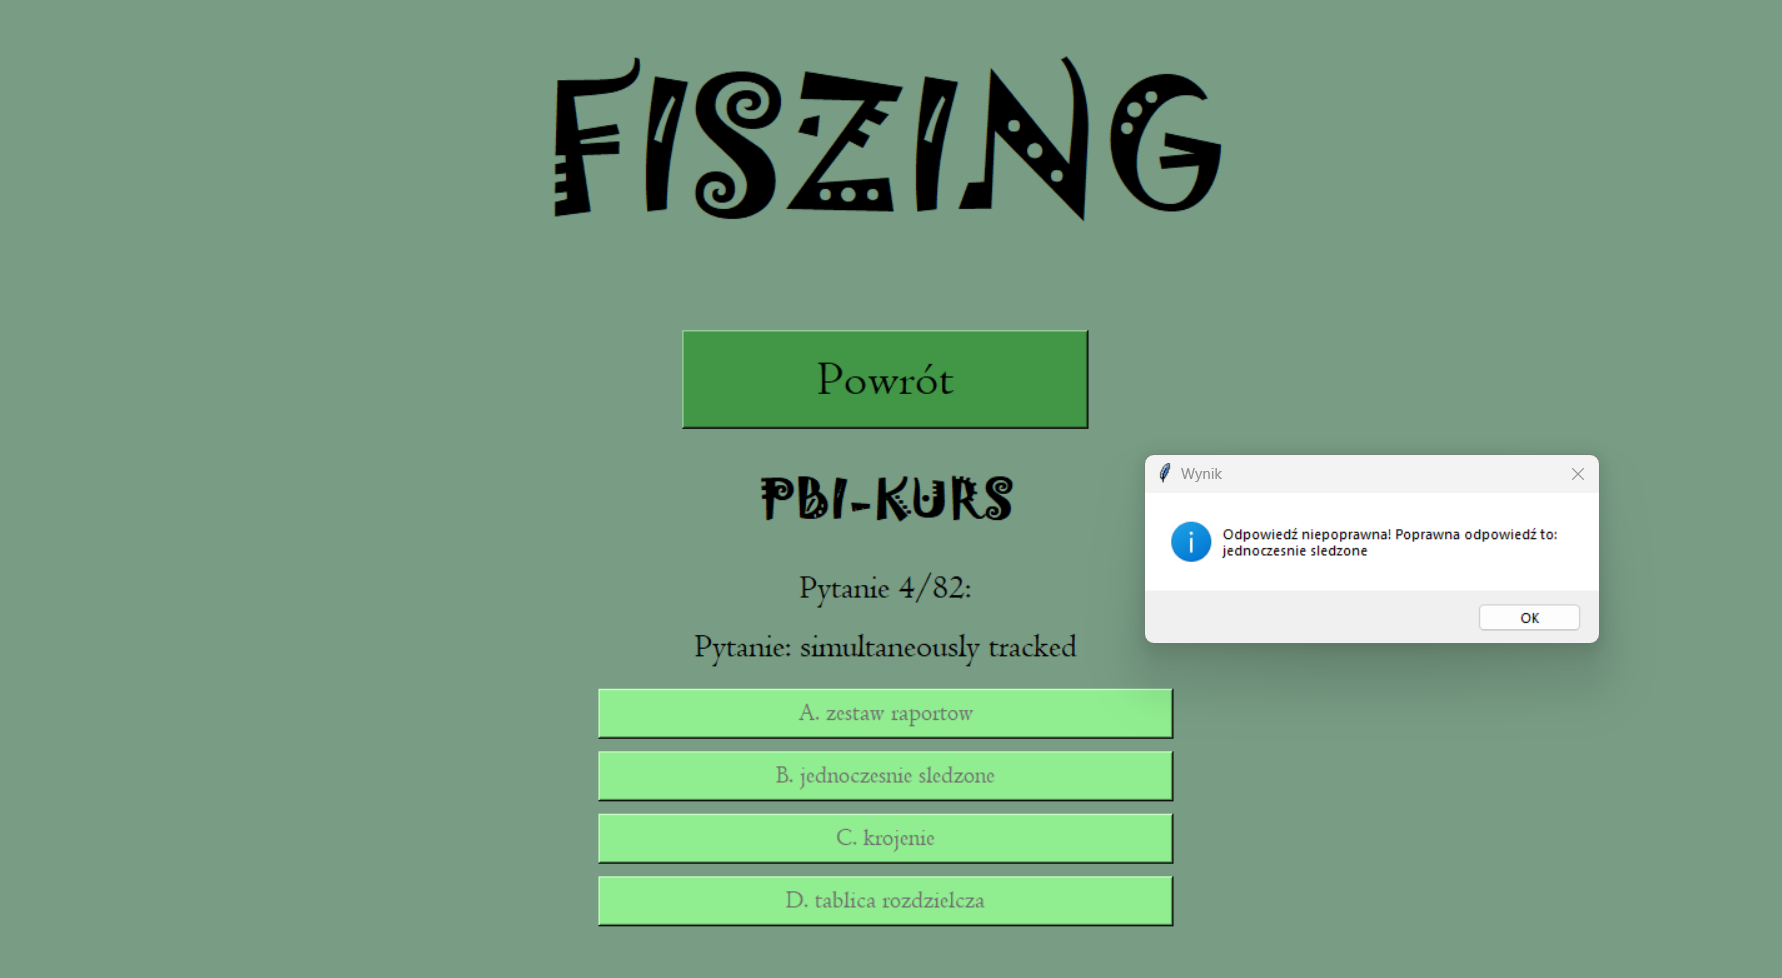 FISZING
Powrót
PBI-KURS
Pytanie 4/82:
Pytanie: simultaneously tracked
A. zestaw raportow
B. jednoczesnie sledzone
C. krojenie
D. tablica rozdzielcza
Wynik
Odpowiedź niepoprawna! Poprawna odpowiedź to:
jednoczesnie sledzone
OK